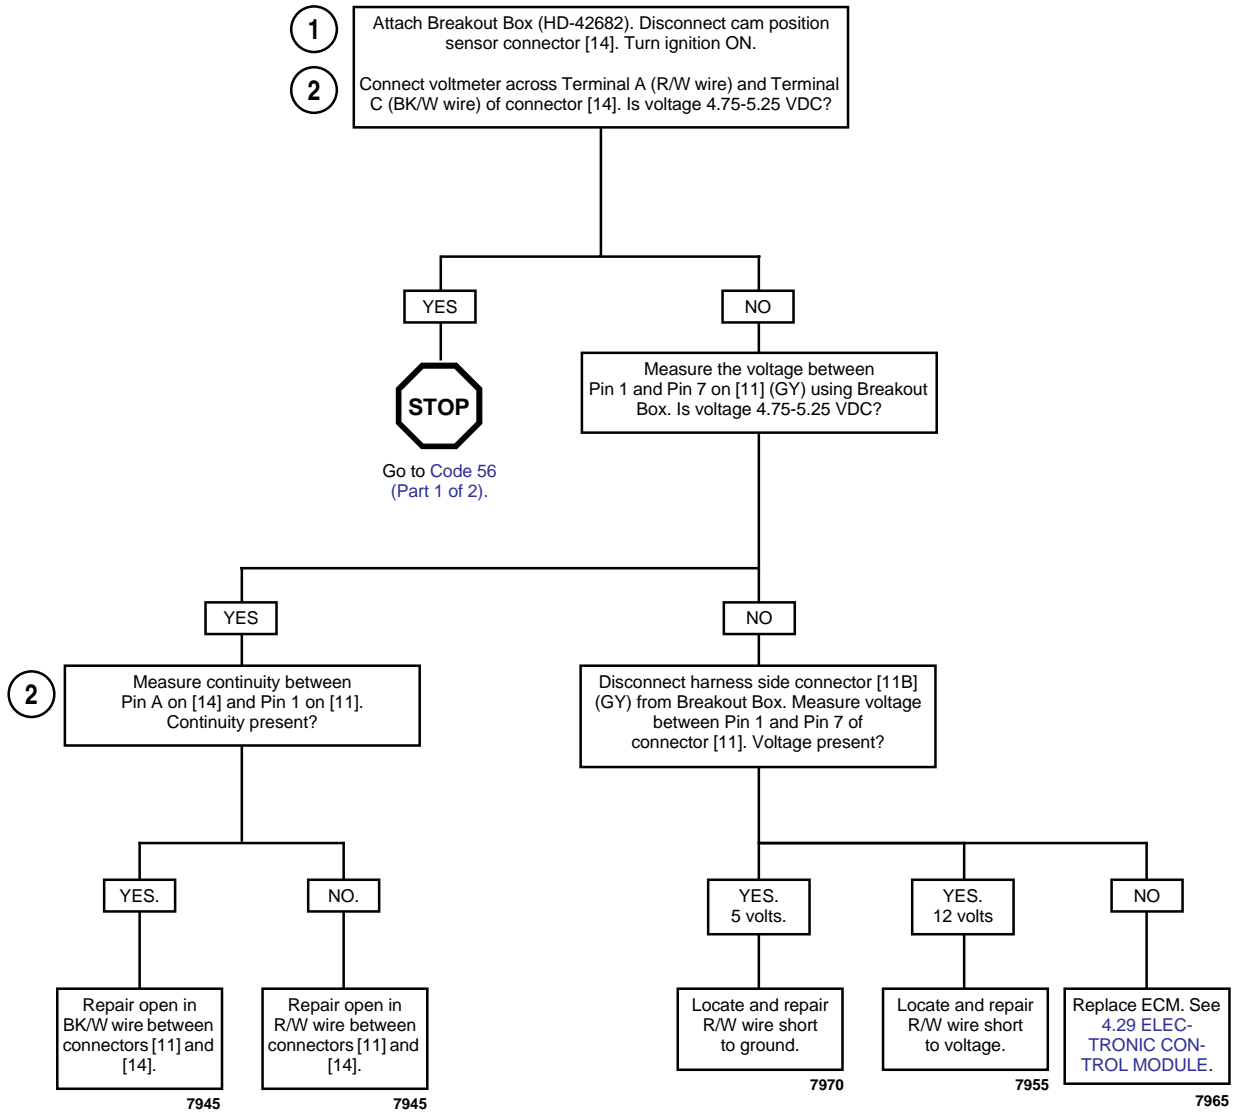 1
Attach Breakout Box (HD-42682). Disconnect cam position
sensor connector [14]. Turn ignition ON.
2
Connect voltmeter across Terminal A (R/W wire) and Terminal
C (BK/W wire) of connector [14]. Is voltage 4.75-5.25 VDC?
YES
NO
STOP
Go to Code 56
(Part 1 of 2).
Measure the voltage between
Pin 1 and Pin 7 on [11] (GY) using Breakout
Box. Is voltage 4.75-5.25 VDC?
YES
NO
2
Measure continuity between
Pin A on [14] and Pin 1 on [11].
Continuity present?
Disconnect harness side connector [11B]
(GY) from Breakout Box. Measure voltage
between Pin 1 and Pin 7 of
connector [11]. Voltage present?
YES.
NO.
YES.
5 volts.
YES.
12 volts
NO
Repair open in
BK/W wire between
connectors [11] and
[14].
7945
Repair open in
R/W wire between
connectors [11] and
[14].
7945
Locate and repair
R/W wire short
to ground.
7970
Locate and repair
R/W wire short
to voltage.
7955
Replace ECM. See
4.29 ELEC-
TRONIC CON-
TROL MODULE.
7965